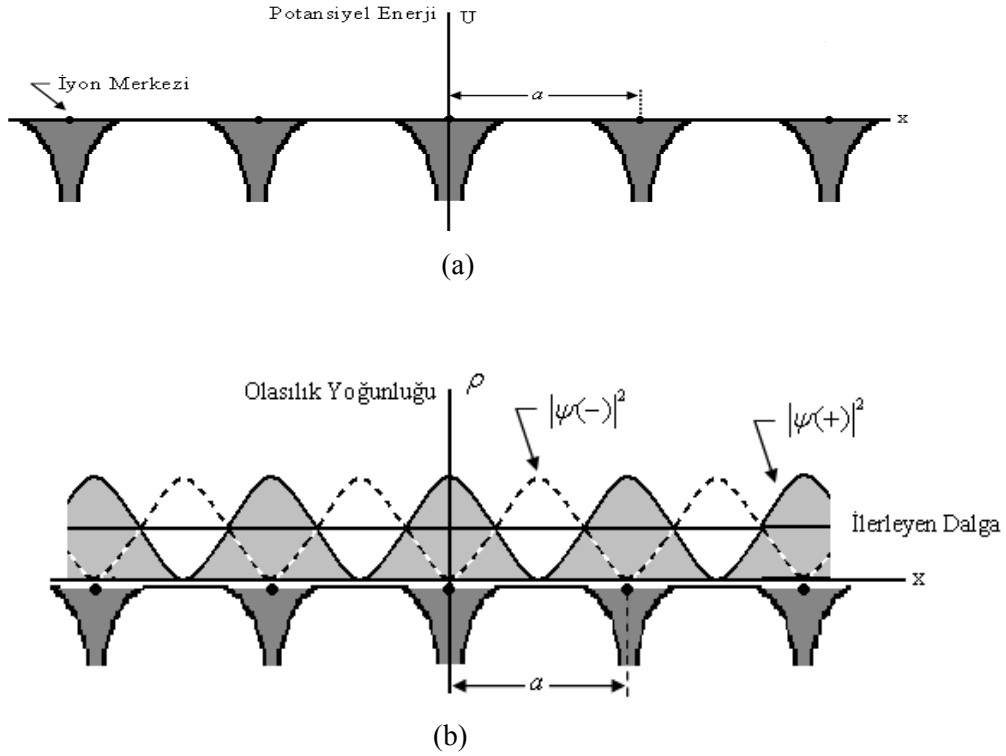 Potansiyel Enerji U
İyon Merkezi
a
x
(a)
Olasılık Yoğunluğu ρ
|ψ(−)|²
|ψ(+)|²
İlerleyen Dalga
x
a
(b)